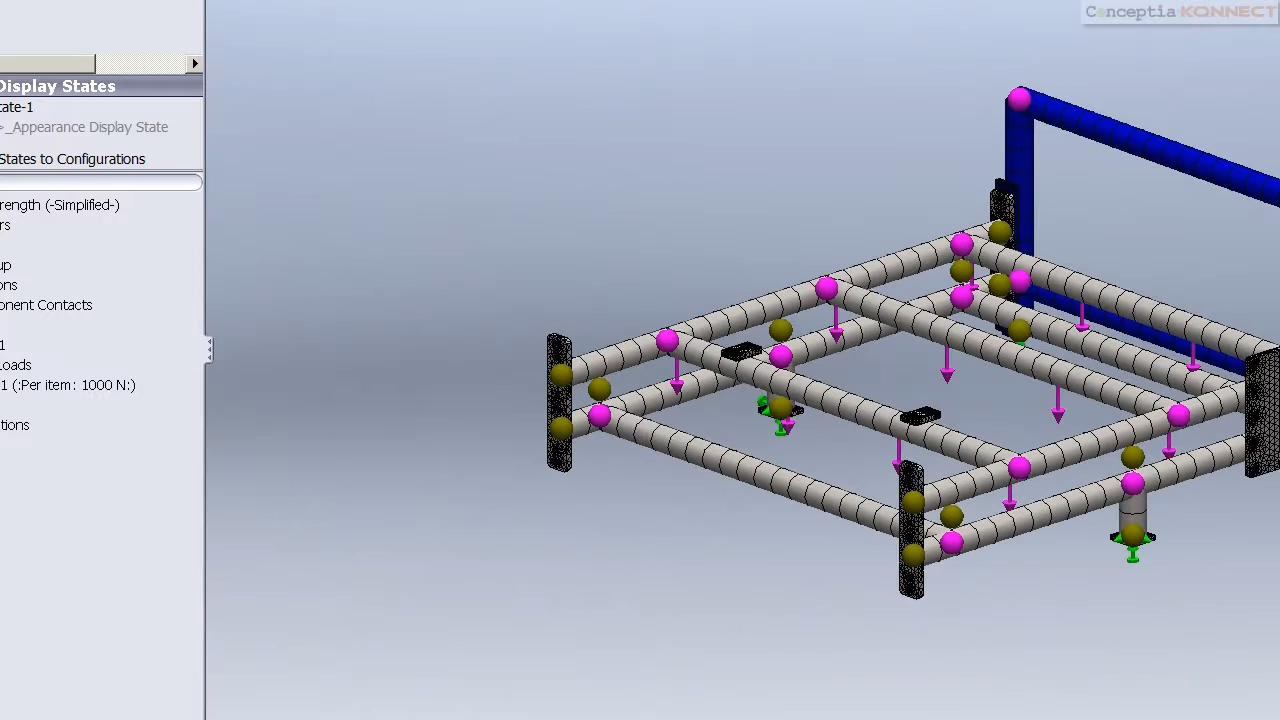 Conceptia KONNECT
Display States
tate-1
>_Appearance Display State
States to Configurations
rength (-Simplified-)
rs
up
ons
onent Contacts
1
Loads
1 (:Per item: 1000 N:)
tions